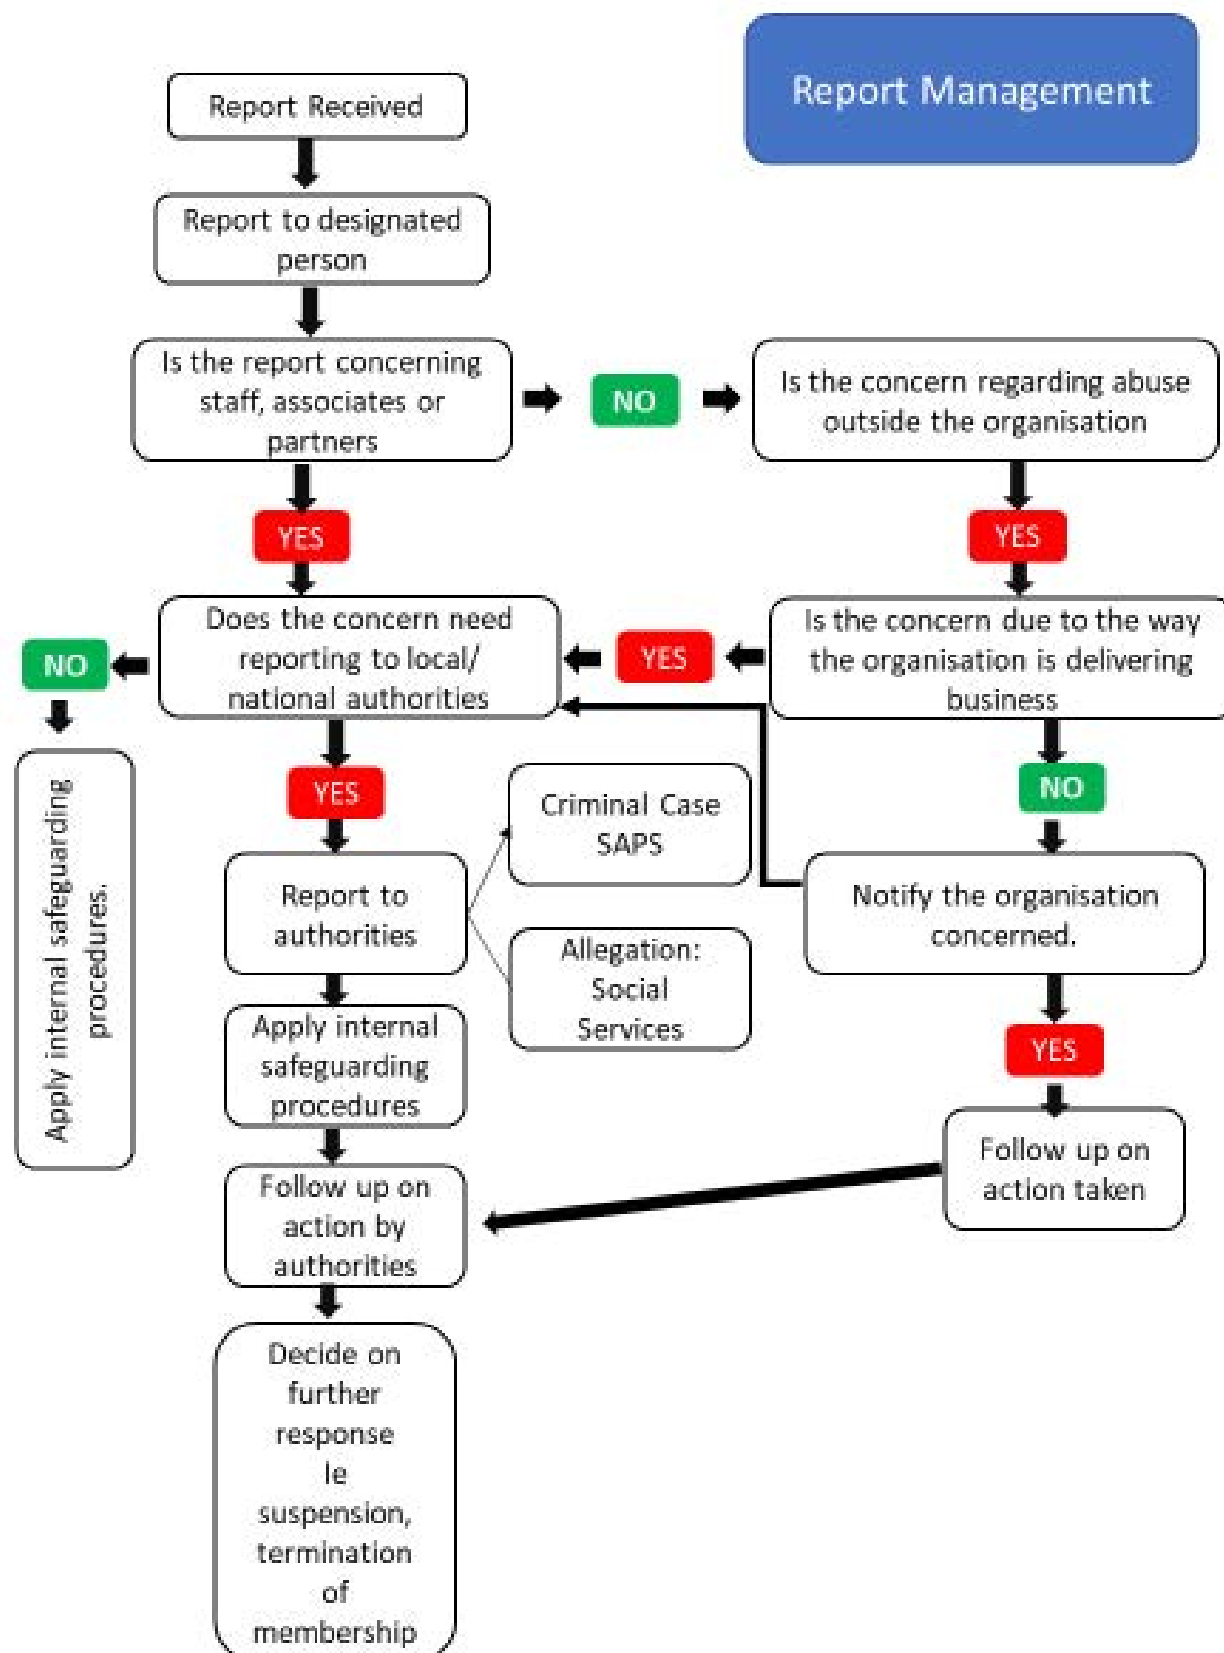 Report Management
Report Received
Report to designated
person
Is the report concerning
staff, associates or
partners
NO
Is the concern regarding abuse
outside the organisation
YES
YES
Does the concern need
reporting to local/
national authorities
YES
Is the concern due to the way
the organisation is delivering
business
NO
Apply internal safeguarding
procedures.
YES
NO
Criminal Case
SAPS
Report to
authorities
Notify the organisation
concerned.
Allegation:
Social
Services
Apply internal
safeguarding
procedures
YES
Follow up on
action taken
Follow up on
action by
authorities
Decide on
further
response
Ie
suspension,
termination
of
membership